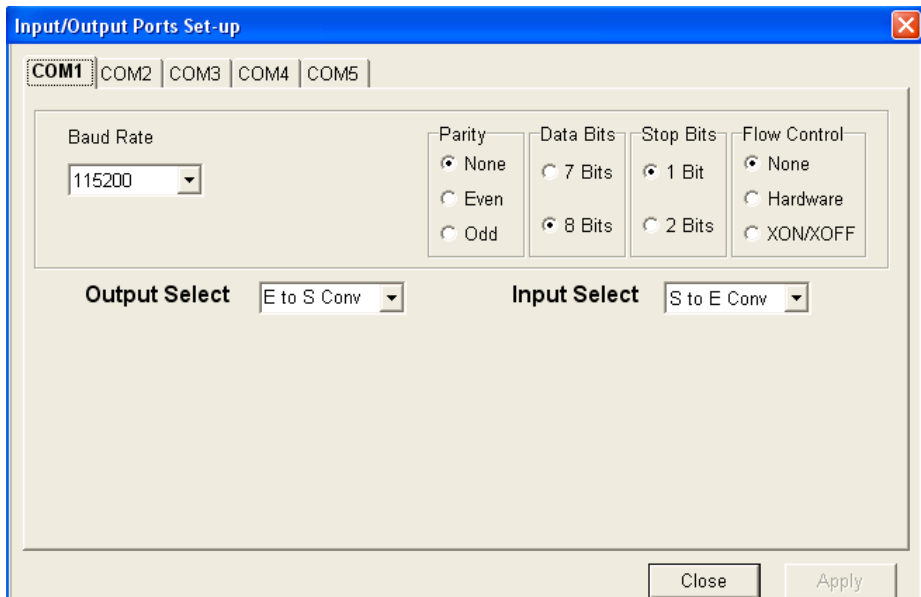 Input/Output Ports Set-up
COM1 COM2 COM3 COM4 COM5
Baud Rate
115200
Parity
None
Even
Odd
Data Bits
7 Bits
8 Bits
Stop Bits
1 Bit
2 Bits
Flow Control
None
Hardware
XON/XOFF
Output Select E to S Conv
Input Select S to E Conv
Close Apply